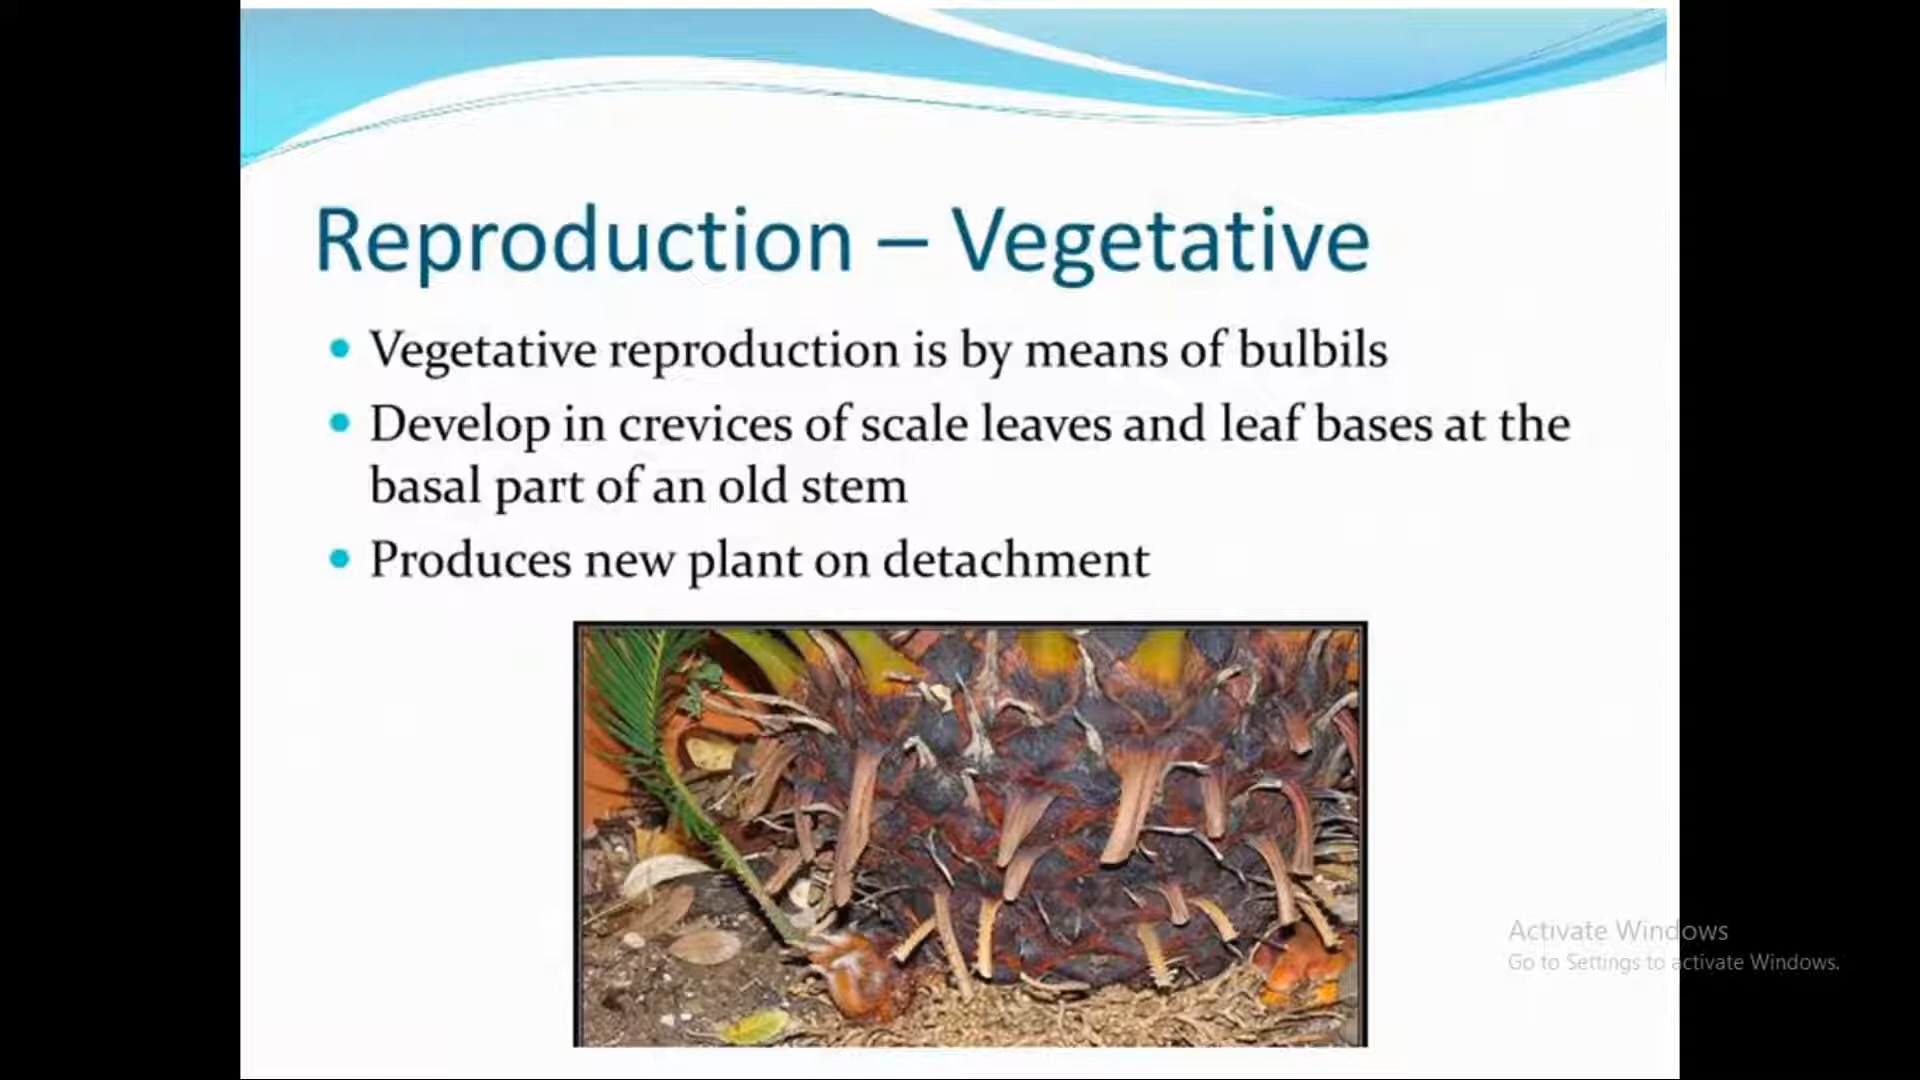 Reproduction – Vegetative
• Vegetative reproduction is by means of bulbils
• Develop in crevices of scale leaves and leaf bases at the
basal part of an old stem
• Produces new plant on detachment
Activate Windows
Go to Settings to activate Windows.